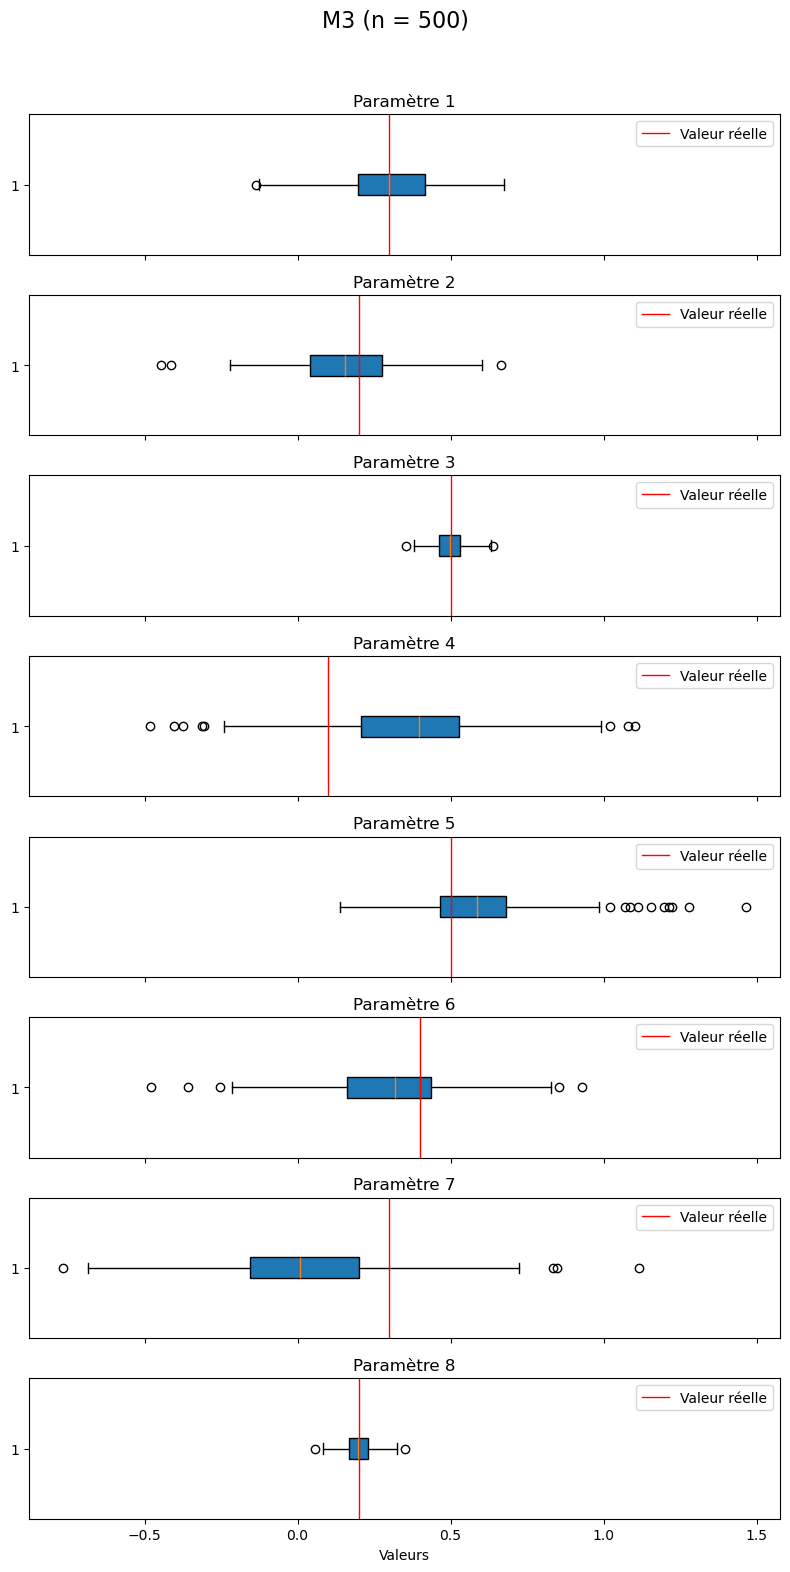 M3 (n = 500)
Paramètre 1
Valeur réelle
1
Paramètre 2
Valeur réelle
1
Paramètre 3
Valeur réelle
1
Paramètre 4
Valeur réelle
1
Paramètre 5
Valeur réelle
1
Paramètre 6
Valeur réelle
1
Paramètre 7
Valeur réelle
1
Paramètre 8
Valeur réelle
1
−0.5 0.0 0.5 1.0 1.5
Valeurs